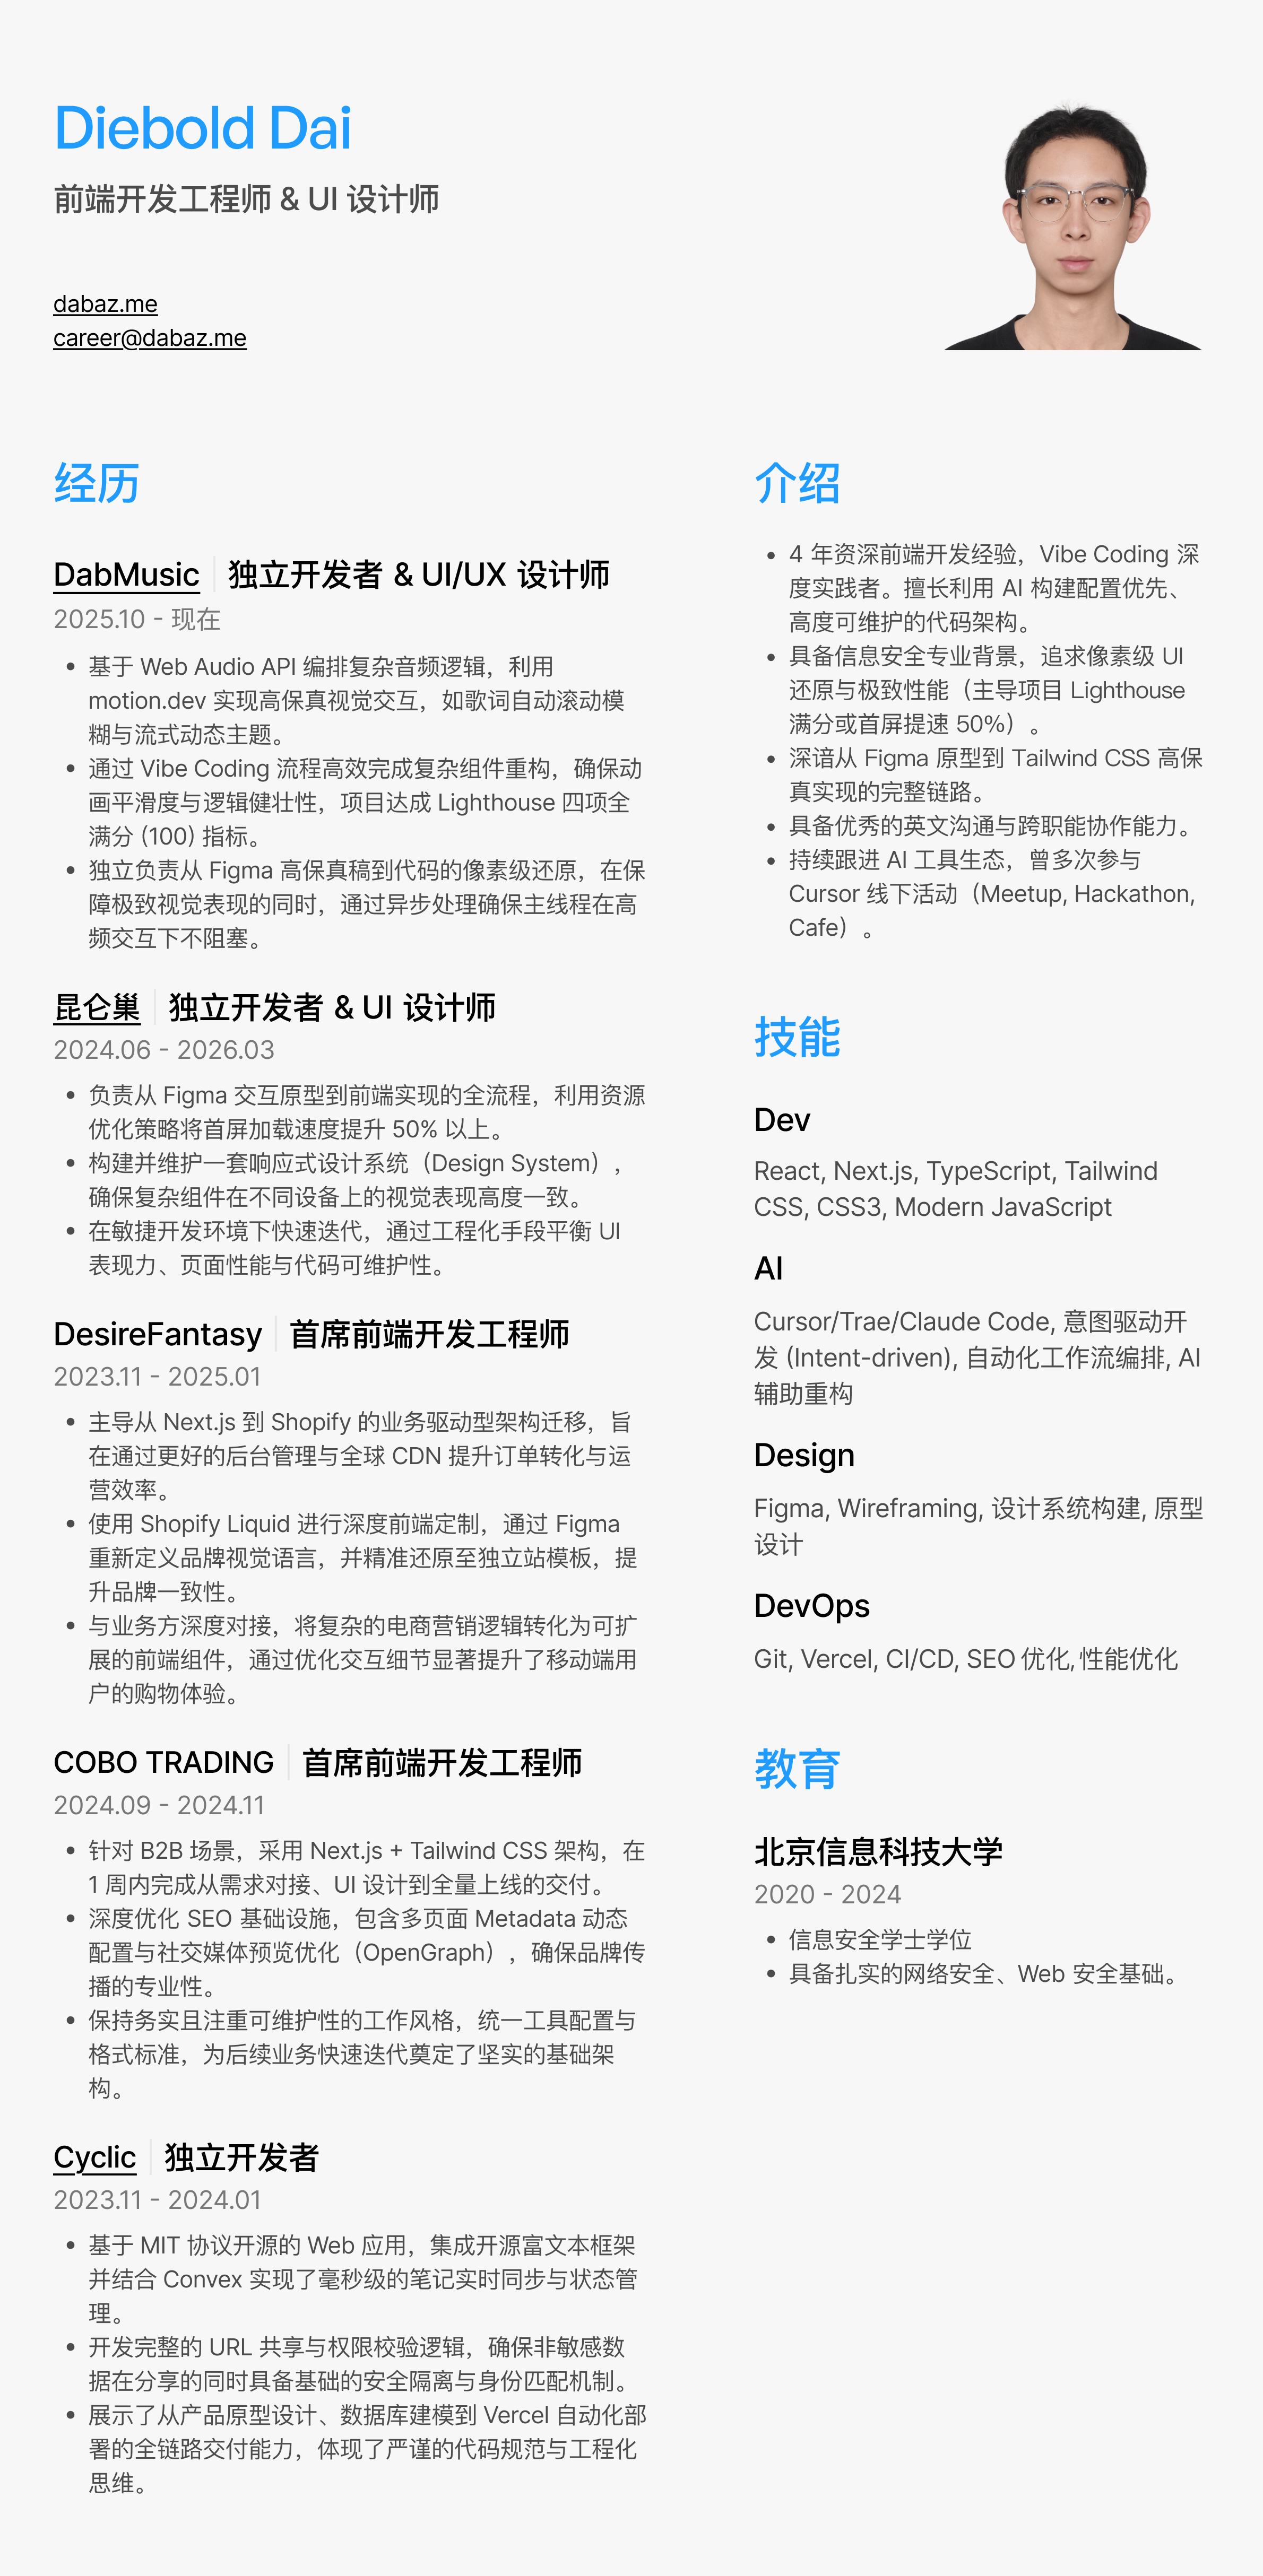 Diebold Dai
前端开发工程师 & UI 设计师
dabaz.me
career@dabaz.me
经历
DabMusic 独立开发者 & UI/UX 设计师
2025.10 - 现在
• 基于 Web Audio API 编排复杂音频逻辑，利用
motion.dev 实现高保真视觉交互，如歌词自动滚动模
糊与流式动态主题。
• 通过 Vibe Coding 流程高效完成复杂组件重构，确保动
画平滑度与逻辑健壮性，项目达成 Lighthouse 四项全
满分 (100) 指标。
• 独立负责从 Figma 高保真稿到代码的像素级还原，在保
障极致视觉表现的同时，通过异步处理确保主线程在高
频交互下不阻塞。
昆仑巢 独立开发者 & UI 设计师
2024.06 - 2026.03
• 负责从 Figma 交互原型到前端实现的全流程，利用资源
优化策略将首屏加载速度提升 50% 以上。
• 构建并维护一套响应式设计系统（Design System），
确保复杂组件在不同设备上的视觉表现高度一致。
• 在敏捷开发环境下快速迭代，通过工程化手段平衡 UI
表现力、页面性能与代码可维护性。
DesireFantasy 首席前端开发工程师
2023.11 - 2025.01
• 主导从 Next.js 到 Shopify 的业务驱动型架构迁移，旨
在通过更好的后台管理与全球 CDN 提升订单转化与运
营效率。
• 使用 Shopify Liquid 进行深度前端定制，通过 Figma
重新定义品牌视觉语言，并精准还原至独立站模板，提
升品牌一致性。
• 与业务方深度对接，将复杂的电商营销逻辑转化为可扩
展的前端组件，通过优化交互细节显著提升了移动端用
户的购物体验。
COBO TRADING 首席前端开发工程师
2024.09 - 2024.11
• 针对 B2B 场景，采用 Next.js + Tailwind CSS 架构，在
1 周内完成从需求对接、UI 设计到全量上线的交付。
• 深度优化 SEO 基础设施，包含多页面 Metadata 动态
配置与社交媒体预览优化（OpenGraph），确保品牌传
播的专业性。
• 保持务实且注重可维护性的工作风格，统一工具配置与
格式标准，为后续业务快速迭代奠定了坚实的基础架
构。
Cyclic 独立开发者
2023.11 - 2024.01
• 基于 MIT 协议开源的 Web 应用，集成开源富文本框架
并结合 Convex 实现了毫秒级的笔记实时同步与状态管
理。
• 开发完整的 URL 共享与权限校验逻辑，确保非敏感数
据在分享的同时具备基础的安全隔离与身份匹配机制。
• 展示了从产品原型设计、数据库建模到 Vercel 自动化部
署的全链路交付能力，体现了严谨的代码规范与工程化
思维。
介绍
• 4 年资深前端开发经验，Vibe Coding 深
度实践者。擅长利用 AI 构建配置优先、
高度可维护的代码架构。
• 具备信息安全专业背景，追求像素级 UI
还原与极致性能（主导项目 Lighthouse
满分或首屏提速 50%）。
• 深谙从 Figma 原型到 Tailwind CSS 高保
真实现的完整链路。
• 具备优秀的英文沟通与跨职能协作能力。
• 持续跟进 AI 工具生态，曾多次参与
Cursor 线下活动（Meetup, Hackathon,
Cafe）。
技能
Dev
React, Next.js, TypeScript, Tailwind
CSS, CSS3, Modern JavaScript
AI
Cursor/Trae/Claude Code, 意图驱动开
发 (Intent-driven), 自动化工作流编排, AI
辅助重构
Design
Figma, Wireframing, 设计系统构建, 原型
设计
DevOps
Git, Vercel, CI/CD, SEO 优化, 性能优化
教育
北京信息科技大学
2020 - 2024
• 信息安全学士学位
• 具备扎实的网络安全、Web 安全基础。